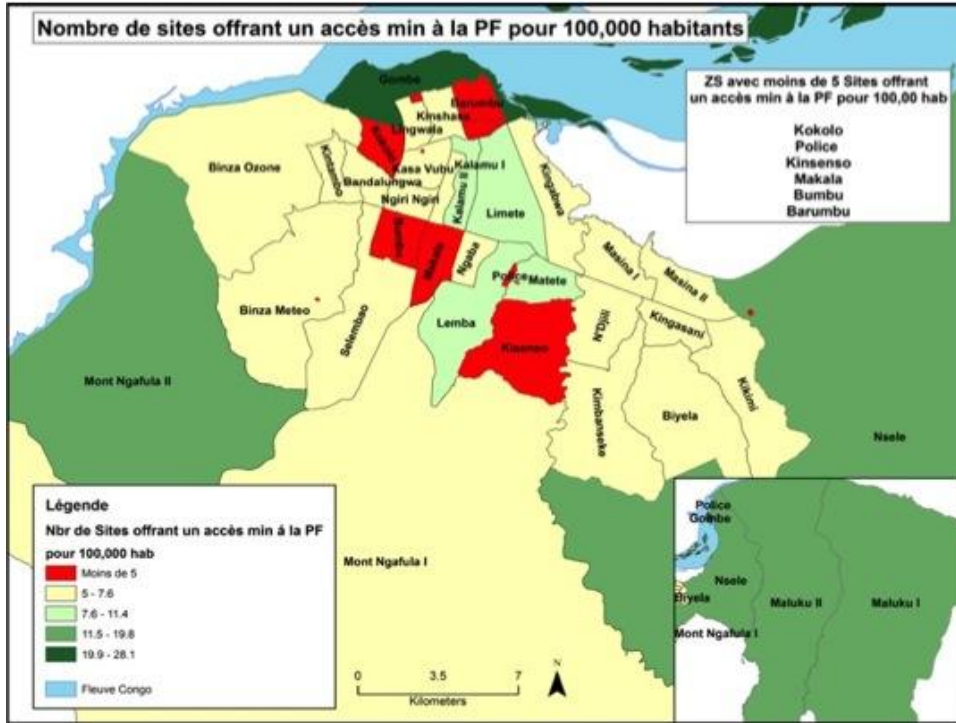 Nombre de sites offrant un accès min à la PF pour 100,000 habitants
ZS avec moins de 5 Sites offrant
un accès min à la PF pour 100,00 hab
Kokolo
Police
Kinsenso
Makala
Bumbu
Barumbu
Gombe
Barumbu
Kinshasa
Lingwala
Kokolo
Binza Ozone
Kintambo
Kasa Vubu
Kalamu I
Bandalungwa
Ngiri Ngiri
Kalamu II
Limete
Kingabwa
Bumbu
Makala
Ngaba
Police
Matete
Masina I
Masina II
Binza Meteo
Selembao
Lemba
Kisenso
N'Djili
Kingasani
Mont Ngafula II
Kimbanseke
Biyela
Kikimi
Nsele
Mont Ngafula I
Légende
Nbr de Sites offrant un accès min à la PF
pour 100,000 hab
Moins de 5
5 - 7.6
7.6 - 11.4
11.5 - 19.8
19.9 - 28.1
Fleuve Congo
0 3.5 7
Kilometers
N
Police
Gombe
Nsele
Biyela
Maluku II
Maluku I
Mont Ngafula I